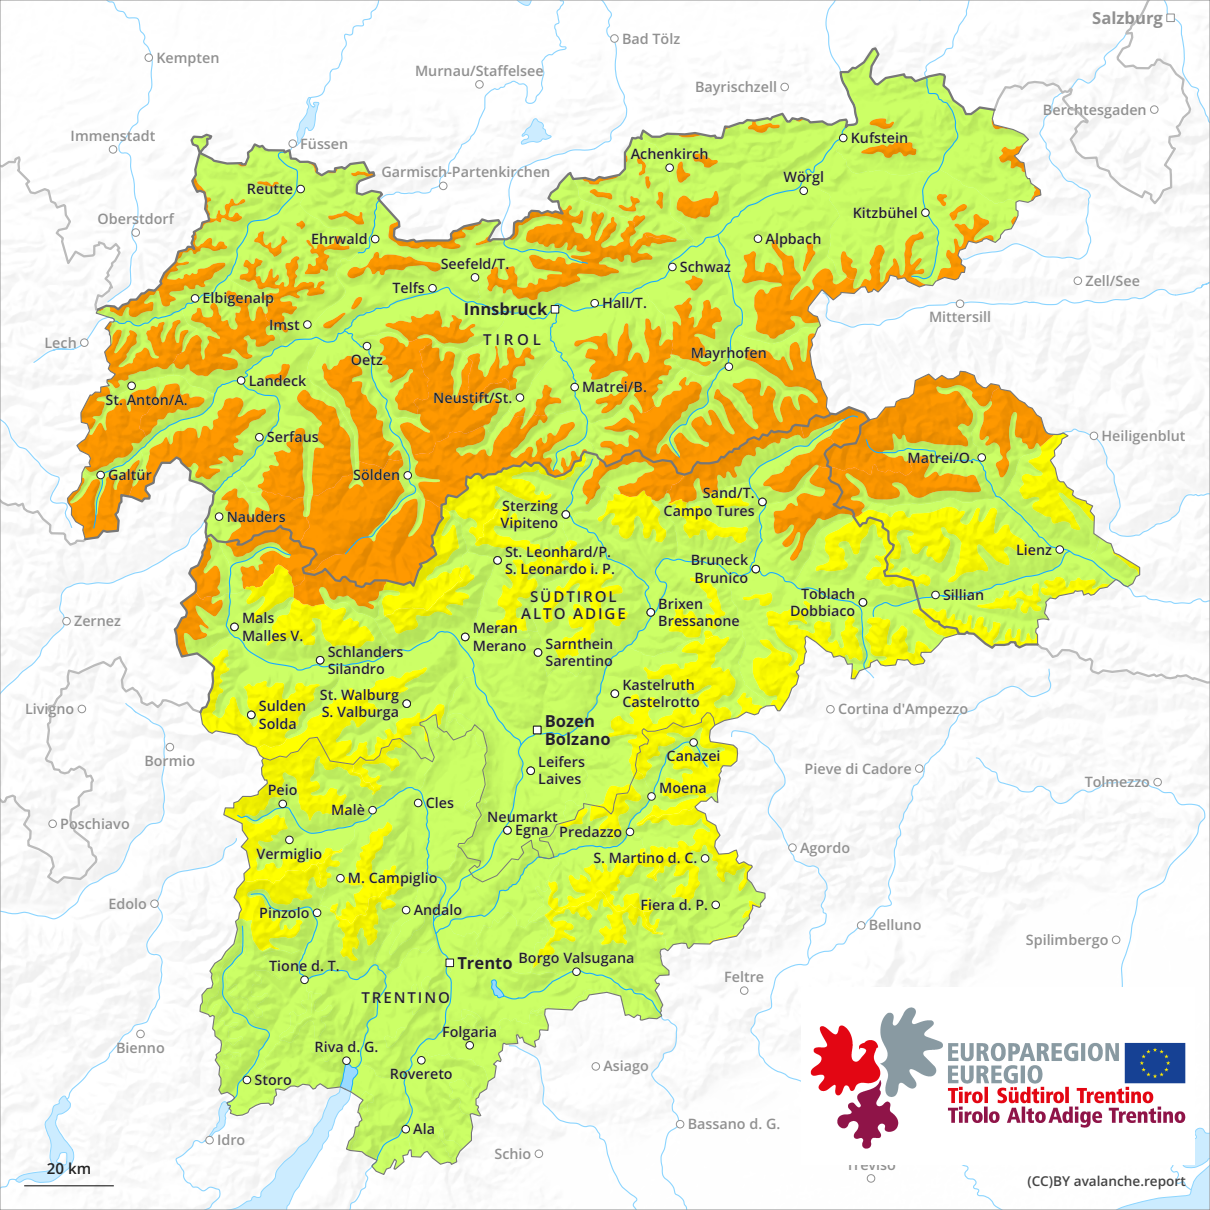 Salzburg
Bad Tölz
Kempten
Murnau/Staffelsee
Bayrischzell
Berchtesgaden
Immenstadt
Füssen
Kufstein
Achenkirch
Garmisch-Partenkirchen
Wörgl
Reutte
Oberstdorf
Kitzbühel
Ehrwald
Alpbach
Seefeld/T.
Schwaz
Zell/See
Telfs
Elbigenalp
Hall/T.
Innsbruck
Mittersill
Imst
TIROL
Lech
Oetz
Mayrhofen
Landeck
Matrei/B.
St. Anton/A.
Neustift/St.
Serfaus
Heiligenblut
Matrei/O.
Galtür
Sölden
Sand/T.
Campo Tures
Sterzing
Vipiteno
Nauders
St. Leonhard/P.
S. Leonardo i. P.
Lienz
Bruneck
Brunico
SÜDTIROL
ALTO ADIGE
Toblach
Dobbiaco
Sillian
Brixen
Bressanone
Zernez
Mals
Malles V.
Meran
Merano
Sarnthein
Sarentino
Schlanders
Silandro
Kastelruth
Castelrotto
St. Walburg
S. Valburga
Livigno
Sulden
Solda
Cortina d'Ampezzo
Bozen
Bolzano
Bormio
Canazei
Leifers
Laives
Pieve di Cadore
Tolmezzo
Peio
Moena
Malè
Cles
Neumarkt
Egna
Poschiavo
Predazzo
Vermiglio
Agordo
S. Martino d. C.
M. Campiglio
Edolo
Pinzolo
Andalo
Fiera d. P.
Belluno
Spilimbergo
Borgo Valsugana
Trento
Tione d. T.
Feltre
TRENTINO
Folgaria
Bienno
Riva d. G.
Asiago
Rovereto
Storo
EUROPAREGION
EUREGIO
Tirol Südtirol Trentino
Tirolo Alto Adige Trentino
Ala
Bassano d. G.
Idro
Schio
Treviso
20 km
(CC)BY avalanche.report